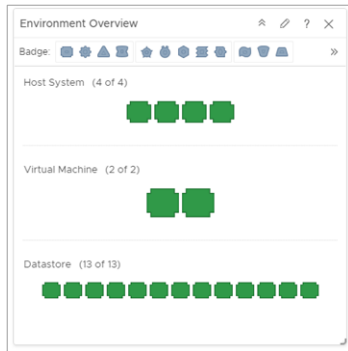 Environment Overview
Badge:
Host System (4 of 4)
Virtual Machine (2 of 2)
Datastore (13 of 13)